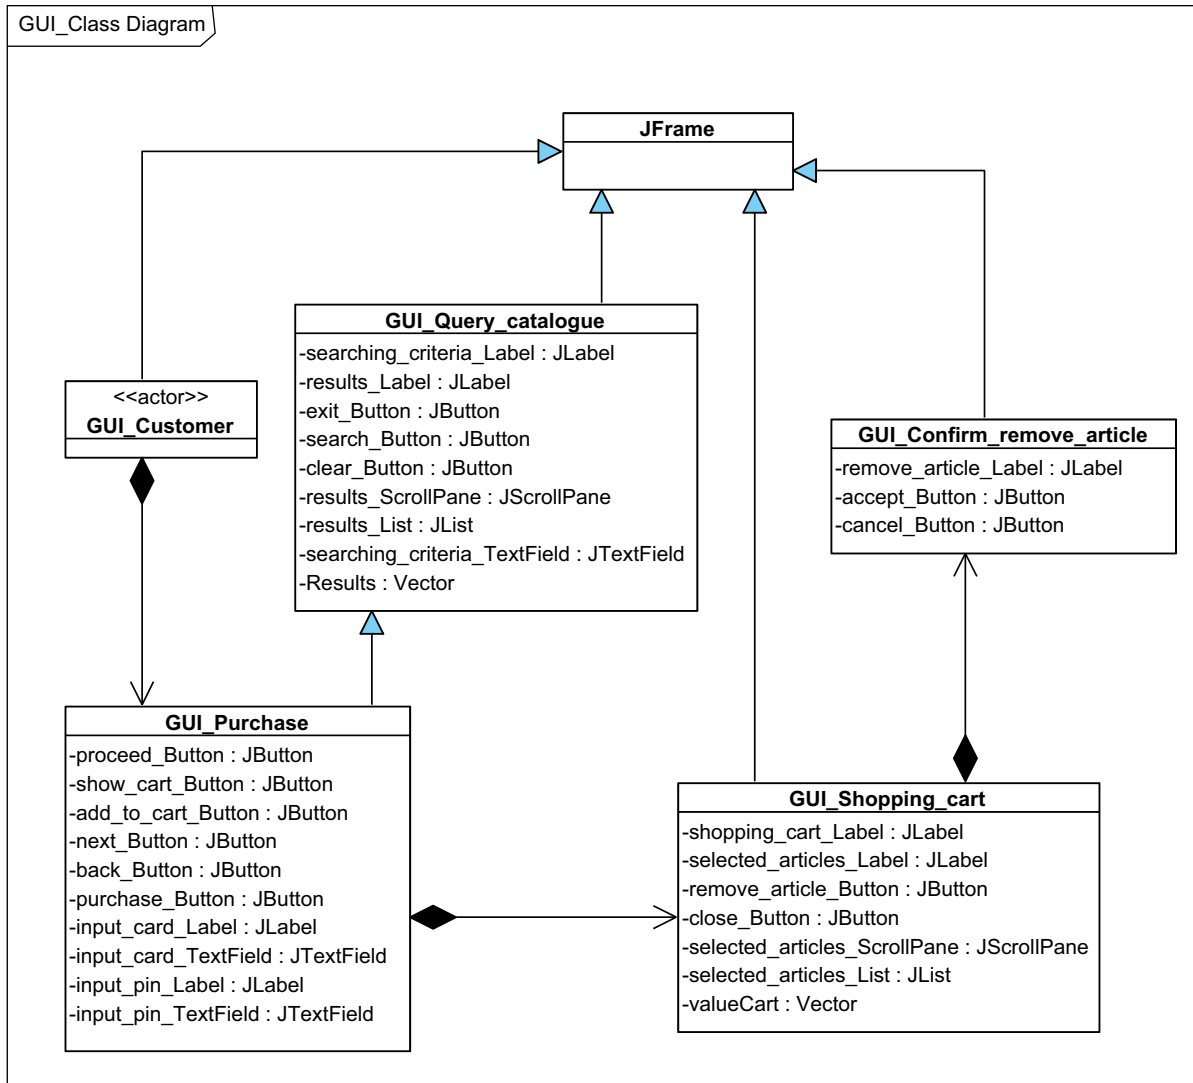 GUI_Class Diagram
JFrame
GUI_Query_catalogue
-searching_criteria_Label : JLabel
-results_Label : JLabel
-exit_Button : JButton
-search_Button : JButton
-clear_Button : JButton
-results_ScrollPane : JScrollPane
-results_List : JList
-searching_criteria_TextField : JTextField
-Results : Vector
<<actor>>
GUI_Customer
GUI_Confirm_remove_article
-remove_article_Label : JLabel
-accept_Button : JButton
-cancel_Button : JButton
GUI_Purchase
-proceed_Button : JButton
-show_cart_Button : JButton
-add_to_cart_Button : JButton
-next_Button : JButton
-back_Button : JButton
-purchase_Button : JButton
-input_card_Label : JLabel
-input_card_TextField : JTextField
-input_pin_Label : JLabel
-input_pin_TextField : JTextField
GUI_Shopping_cart
-shopping_cart_Label : JLabel
-selected_articles_Label : JLabel
-remove_article_Button : JButton
-close_Button : JButton
-selected_articles_ScrollPane : JScrollPane
-selected_articles_List : JList
-valueCart : Vector